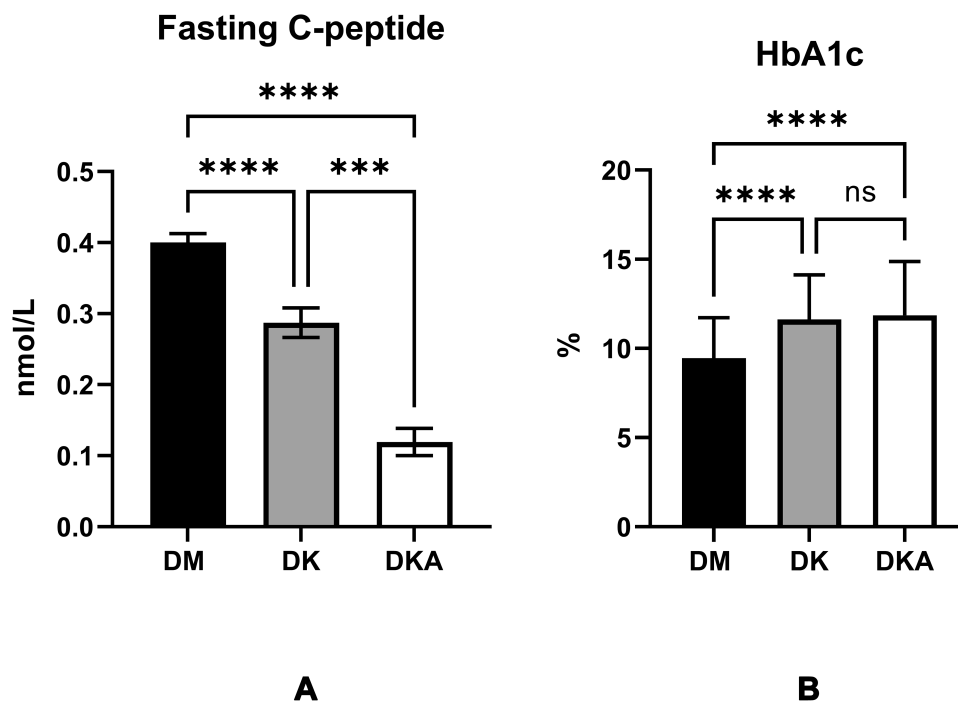 Fasting C-peptide
****
**** ***
0.5
0.4
0.3
0.2
0.1
0.0
nmol/L
DM DK DKA
A
HbA1c
****
**** ns
20
15
10
5
0
%
DM DK DKA
B